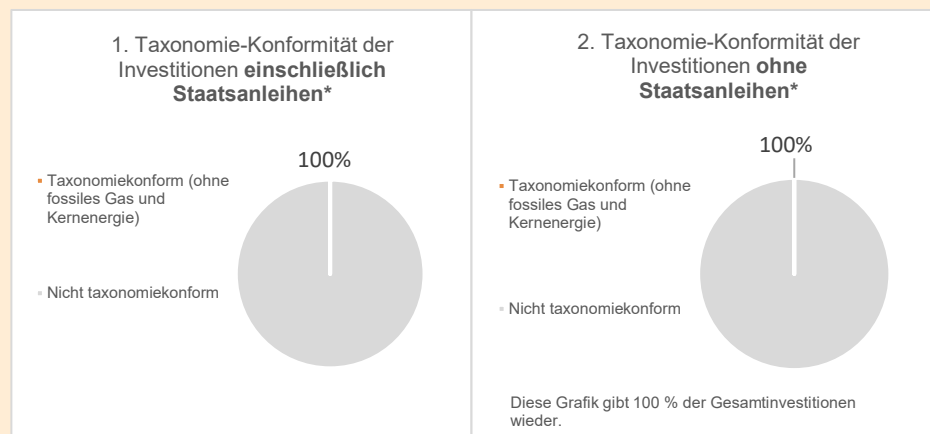 1. Taxonomie-Konformität der
Investitionen einschließlich
Staatsanleihen*
100%
Taxonomiekonform (ohne
fossiles Gas und
Kernenergie)
Nicht taxonomiekonform
2. Taxonomie-Konformität der
Investitionen ohne
Staatsanleihen*
100%
Taxonomiekonform (ohne
fossiles Gas und
Kernenergie)
Nicht taxonomiekonform
Diese Grafik gibt 100 % der Gesamtinvestitionen
wieder.